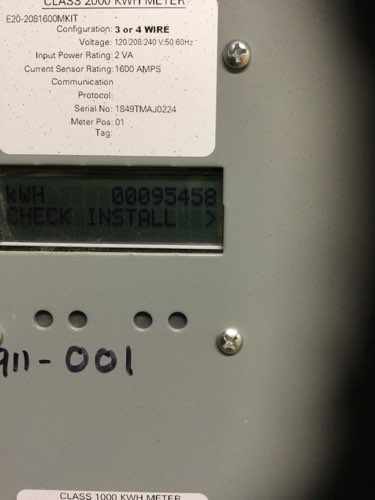 CLASS 2000 KWH METER
E20-2081600MKIT
Configuration: 3 or 4 WIRE
Voltage: 120/208-240 V:50/60Hz
Input Power Rating: 2 VA
Current Sensor Rating: 1600 AMPS
Communication
Protocol:
Serial No: 1849TMAJ0224
Meter Pos: 01
Tag:
kWH 00095458
CHECK INSTALL >
911-001
CLASS 1000 KWH METER